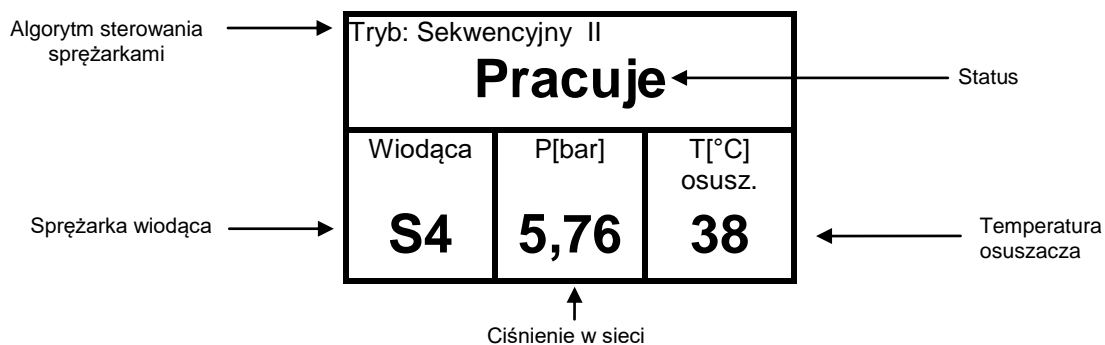 Algorytm sterowania
sprężarkami
Tryb: Sekwencyjny II
Pracuje
Status
Wiodąca
P[bar]
T[°C]
osusz.
Sprężarka wiodąca
S4
5,76
38
Temperatura
osuszacza
Ciśnienie w sieci